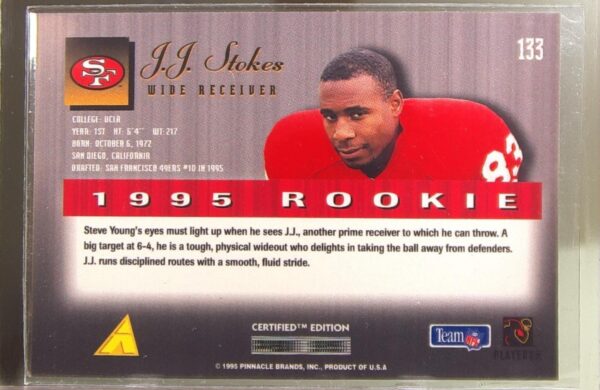 SF
J.J. Stokes
133
WIDE RECEIVER
COLLEGE: UCLA
YEAR: 1ST HT: 6'4" WT: 217
BORN: OCTOBER 6, 1972
SAN DIEGO, CALIFORNIA
DRAFTED: SAN FRANCISCO 49ERS #10 IN 1995
83
1995 ROOKIE
Steve Young's eyes must light up when he sees J.J., another prime receiver to which he can throw. A
big target at 6-4, he is a tough, physical wideout who delights in taking the ball away from defenders.
J.J. runs disciplined routes with a smooth, fluid stride.
CERTIFIED™ EDITION
Team NFL
PLAYERS
© 1995 PINNACLE BRANDS, INC., PRODUCT OF U.S.A